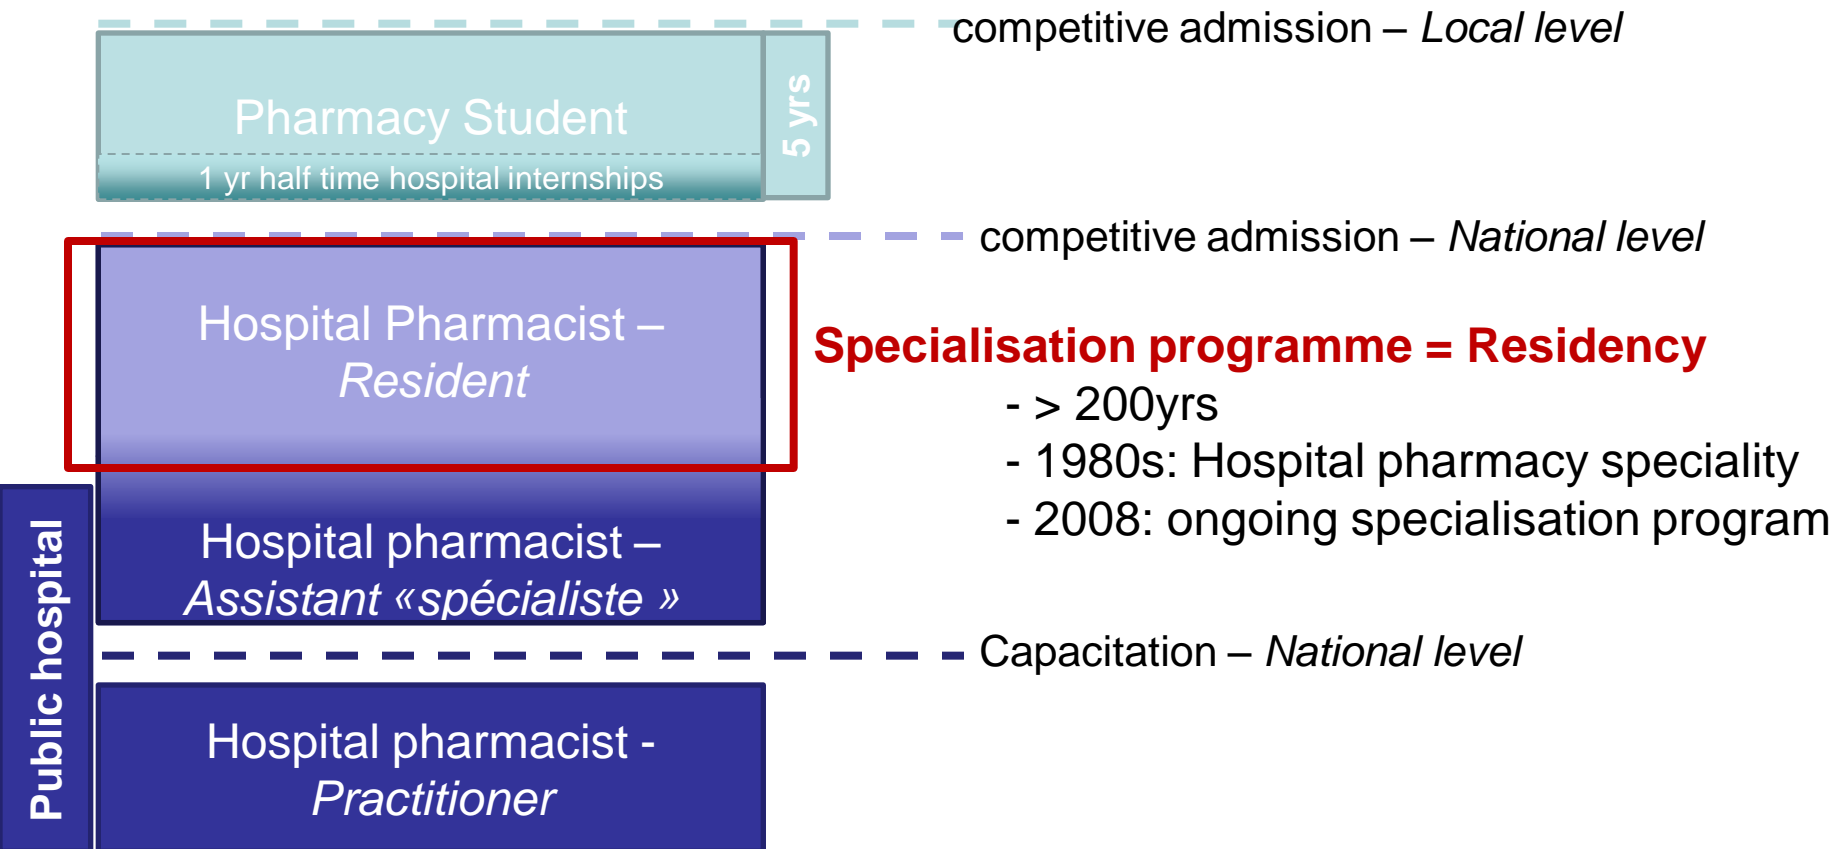 competitive admission – Local level
Pharmacy Student
5 yrs
1 yr half time hospital internships
competitive admission – National level
Hospital Pharmacist –
Resident
Specialisation programme = Residency
- > 200yrs
- 1980s: Hospital pharmacy speciality
- 2008: ongoing specialisation program
Public hospital
Hospital pharmacist –
Assistant «spécialiste »
Capacitation – National level
Hospital pharmacist -
Practitioner